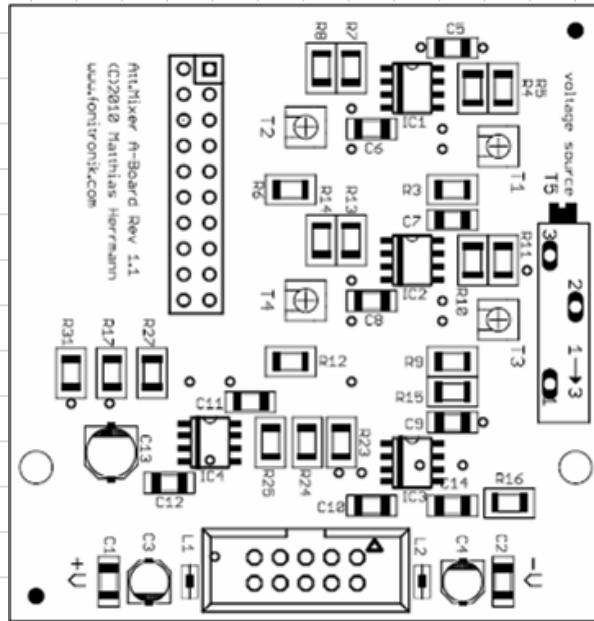 Att.Mixer A-Board Rev 1.1
(C)2010 Matthias Herrmann
www.fonitronik.com
R8
R7
C5
voltage source
T2
C6
IC1
R4
R5
T1
T5
R6
R3
R14
R13
C7
3
R11
2
T4
C8
IC2
R10
T3
R31
R17
R27
R12
R9
1→3
R15
1
C11
C9
C13
IC4
R23
C12
R25
R24
C10
IC3
C14
R16
+V
C1
C3
L1
L2
C4
C2
-V